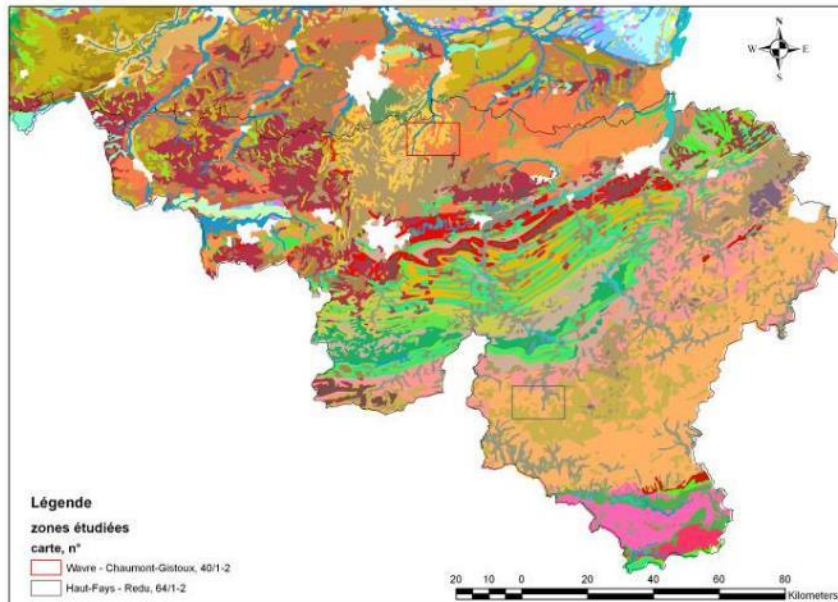 N
W E
S
Légende
zones étudiées
carte, n°
Wavre - Chaumont-Gistoux, 40/1-2
Haut-Fays - Redu, 64/1-2
20 10 0 20 40 60 80
Kilometers